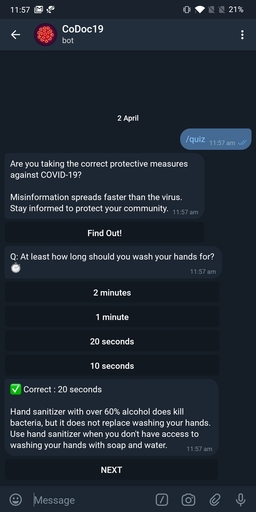 11:57
21%
CoDoc19
bot
2 April
/quiz 11:57 am
Are you taking the correct protective measures
against COVID-19?
Misinformation spreads faster than the virus.
Stay informed to protect your community. 11:57 am
Find Out!
Q: At least how long should you wash your hands for?
11:57 am
2 minutes
1 minute
20 seconds
10 seconds
✅ Correct : 20 seconds
Hand sanitizer with over 60% alcohol does kill
bacteria, but it does not replace washing your hands.
Use hand sanitizer when you don't have access to
washing your hands with soap and water.
11:57 am
NEXT
Message